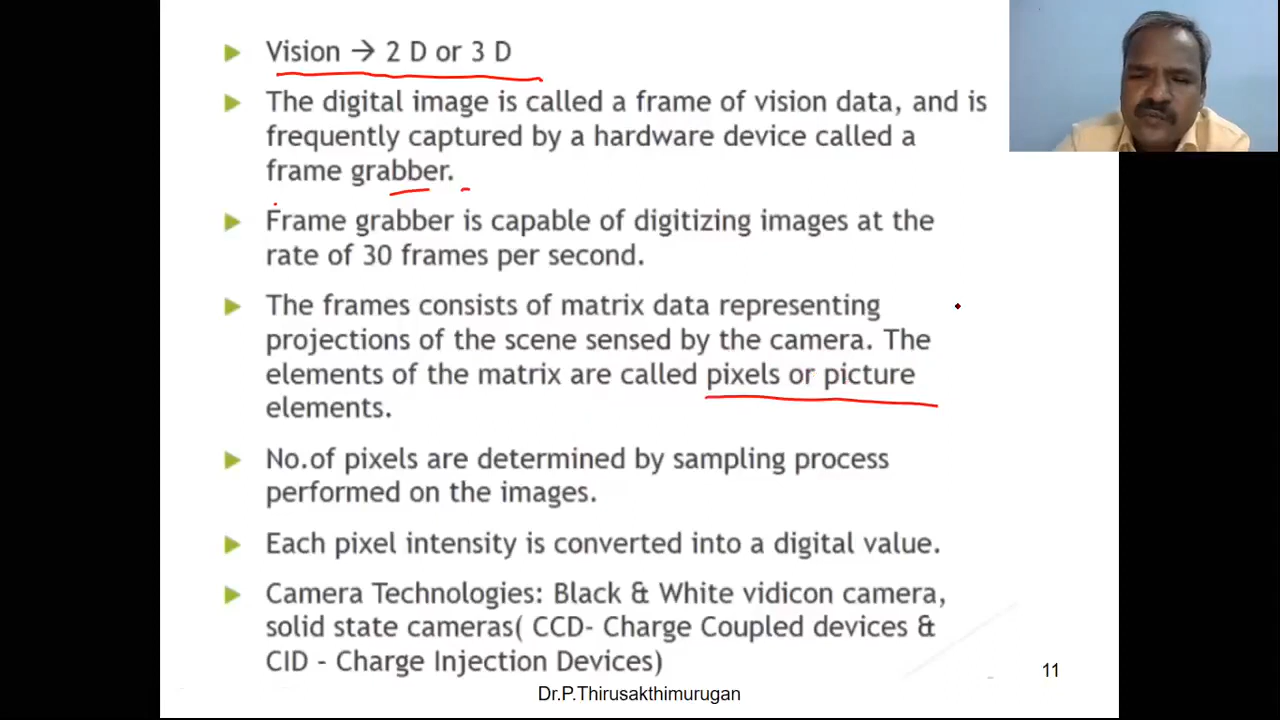 Vision → 2 D or 3 D
The digital image is called a frame of vision data, and is
frequently captured by a hardware device called a
frame grabber.
Frame grabber is capable of digitizing images at the
rate of 30 frames per second.
The frames consists of matrix data representing
projections of the scene sensed by the camera. The
elements of the matrix are called pixels or picture
elements.
No.of pixels are determined by sampling process
performed on the images.
Each pixel intensity is converted into a digital value.
Camera Technologies: Black & White vidicon camera,
solid state cameras( CCD- Charge Coupled devices &
CID - Charge Injection Devices)
11
Dr.P.Thirusakthimurugan